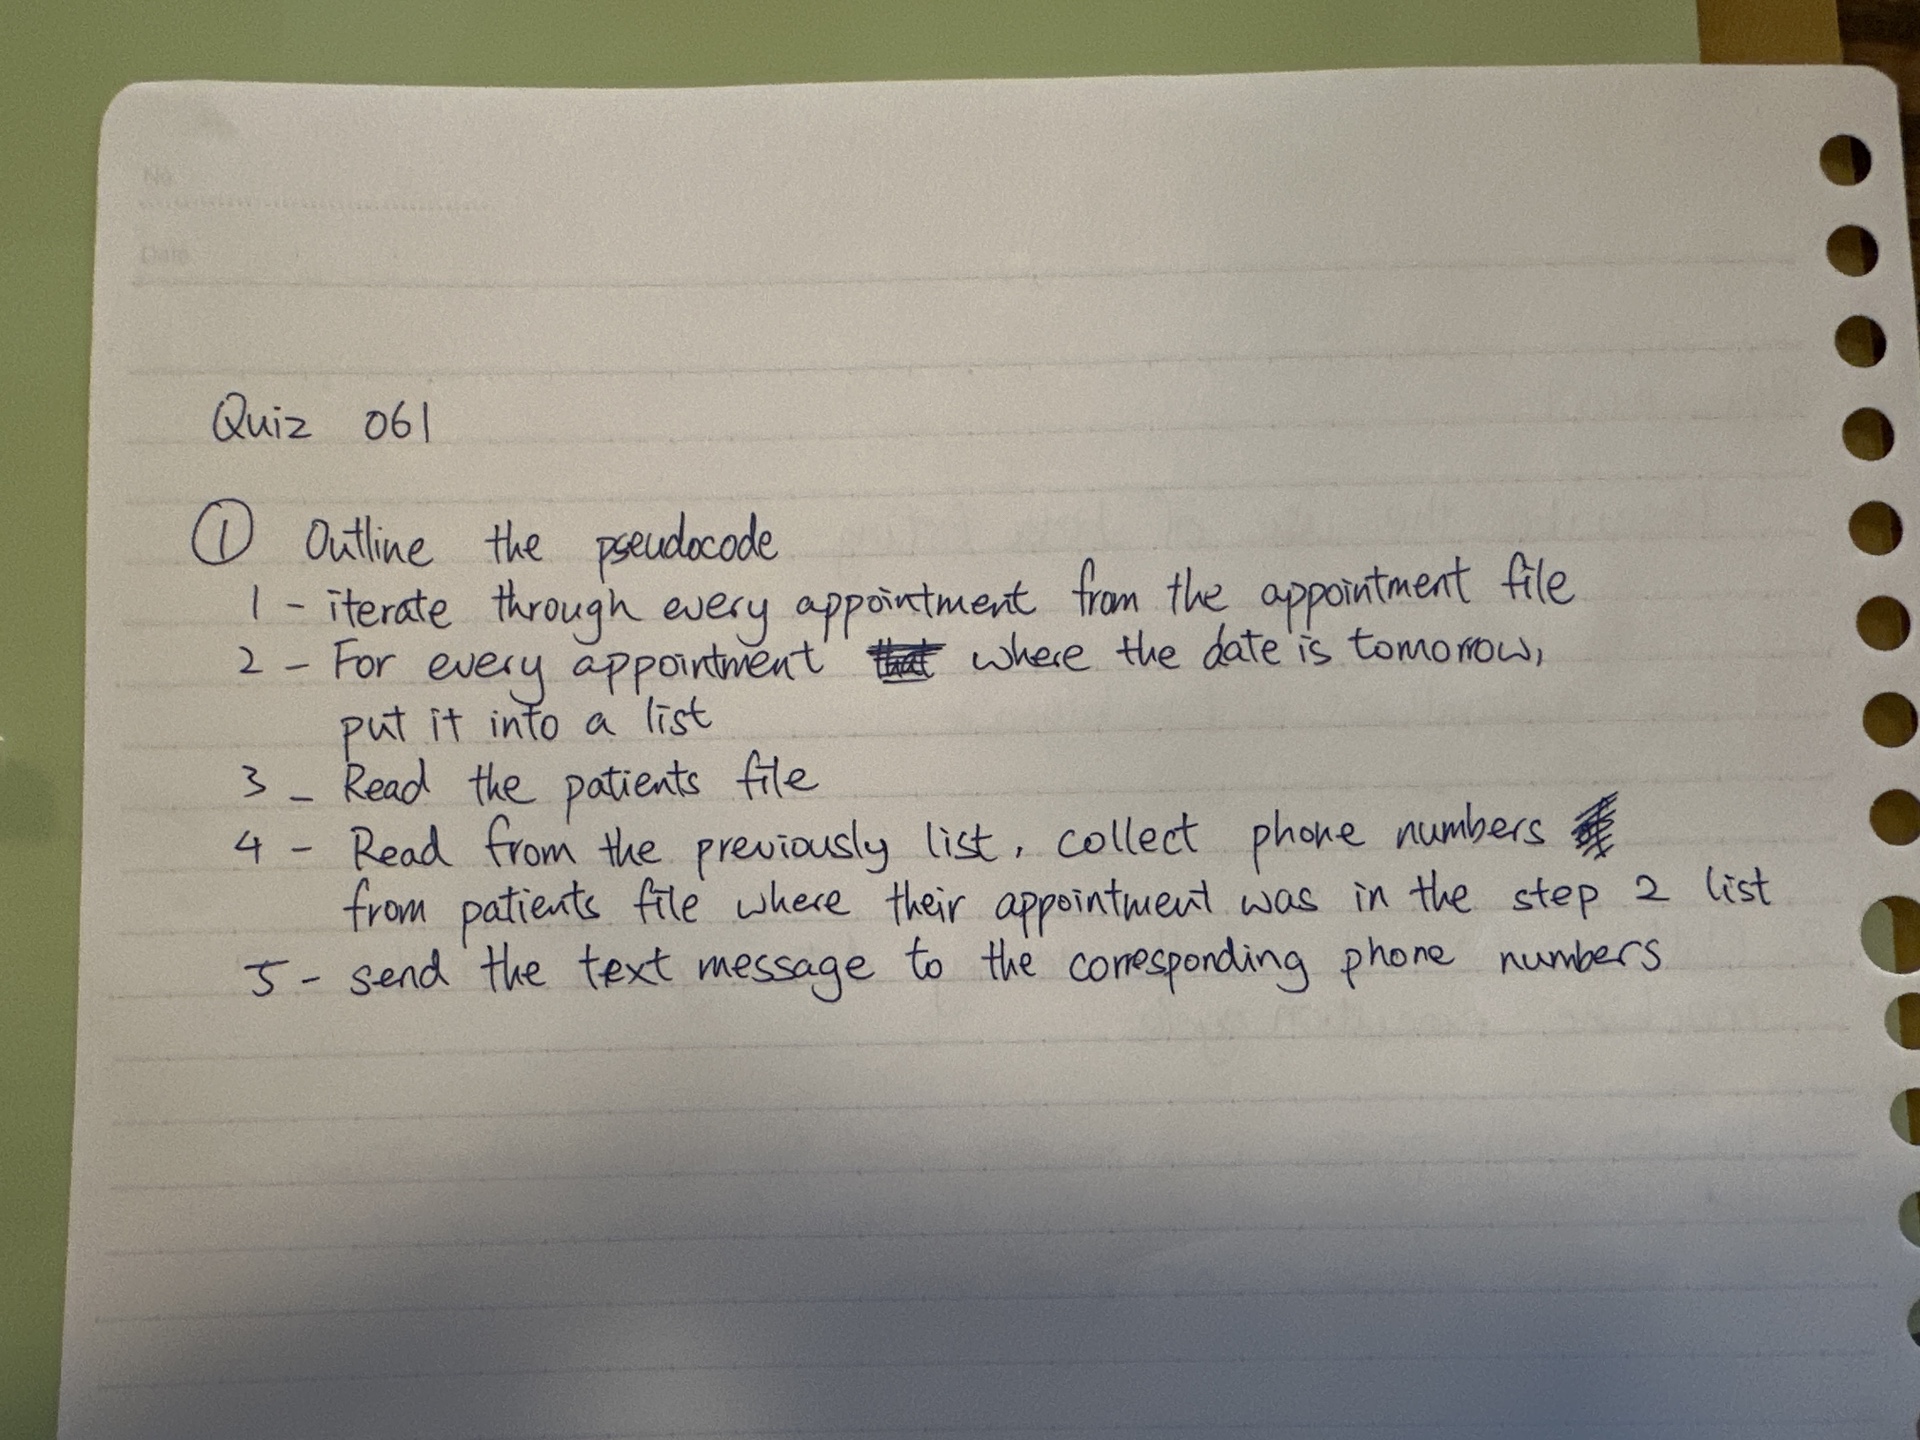 No.
Date
Quiz 061
① Outline the pseudocode
1 - iterate through every appointment from the appointment file
2 - For every appointment that where the date is tomorrow,
put it into a list
3 - Read the patients file
4 - Read from the previously list, collect phone numbers
from patients file where their appointment was in the step 2 list
5 - send the text message to the corresponding phone numbers